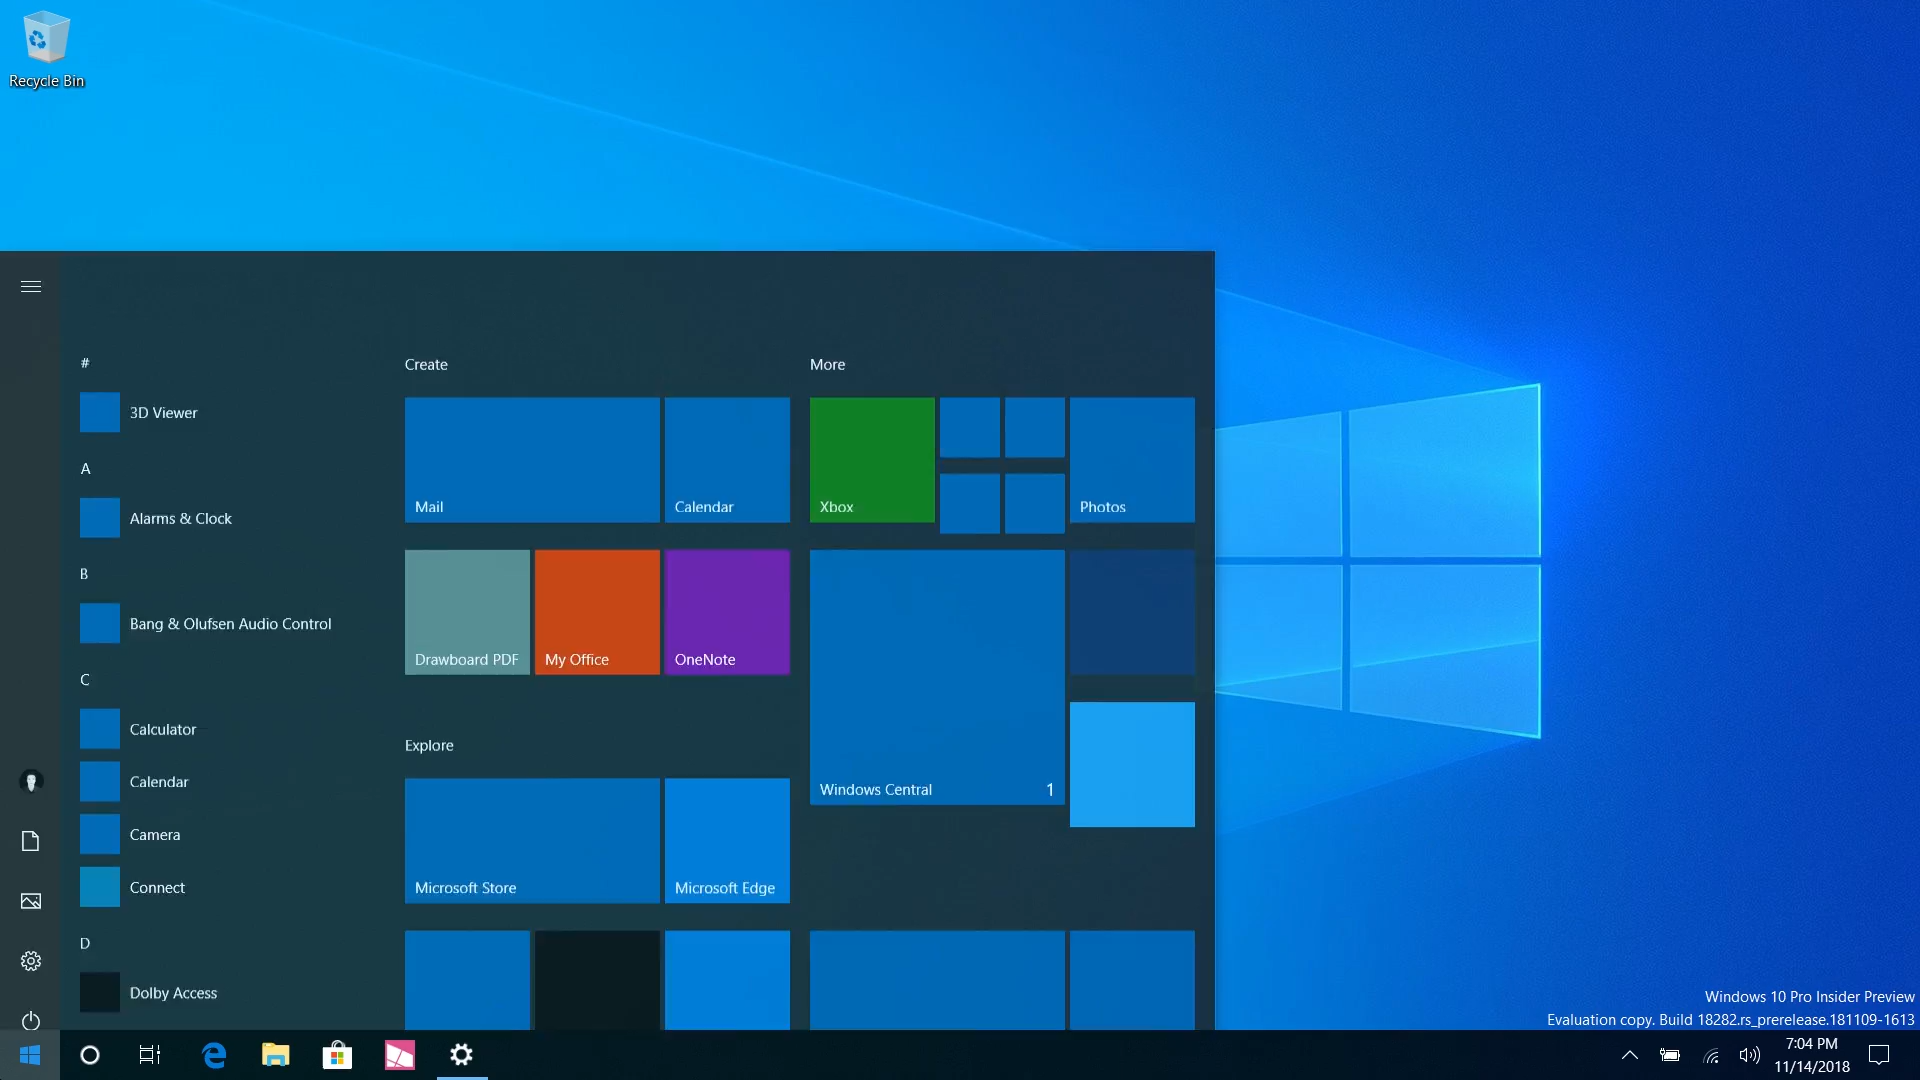 Recycle Bin
#
3D Viewer
A
Alarms & Clock
B
Bang & Olufsen Audio Control
C
Calculator
Calendar
Camera
Connect
D
Dolby Access
Create
Mail
Calendar
Drawboard PDF
My Office
OneNote
Explore
Microsoft Store
Microsoft Edge
More
Xbox
Photos
Windows Central 1
Windows 10 Pro Insider Preview
Evaluation copy. Build 18282.rs_prerelease.181109-1613
7:04 PM
11/14/2018